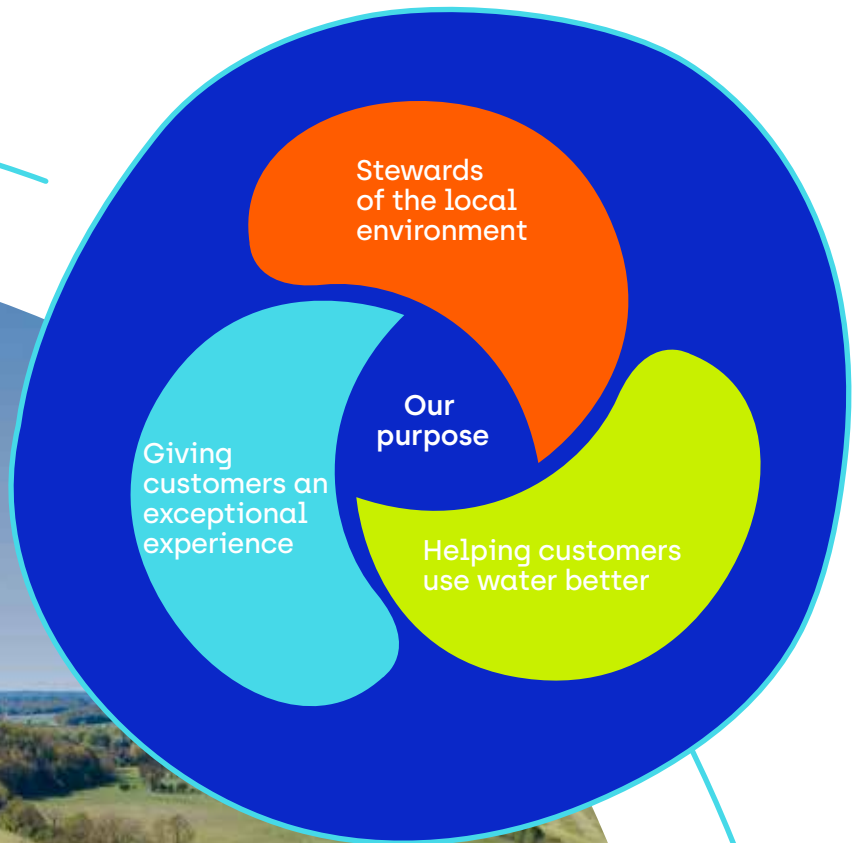 Stewards
of the local
environment
Our
purpose
Giving
customers an
exceptional
experience
Helping customers
use water better